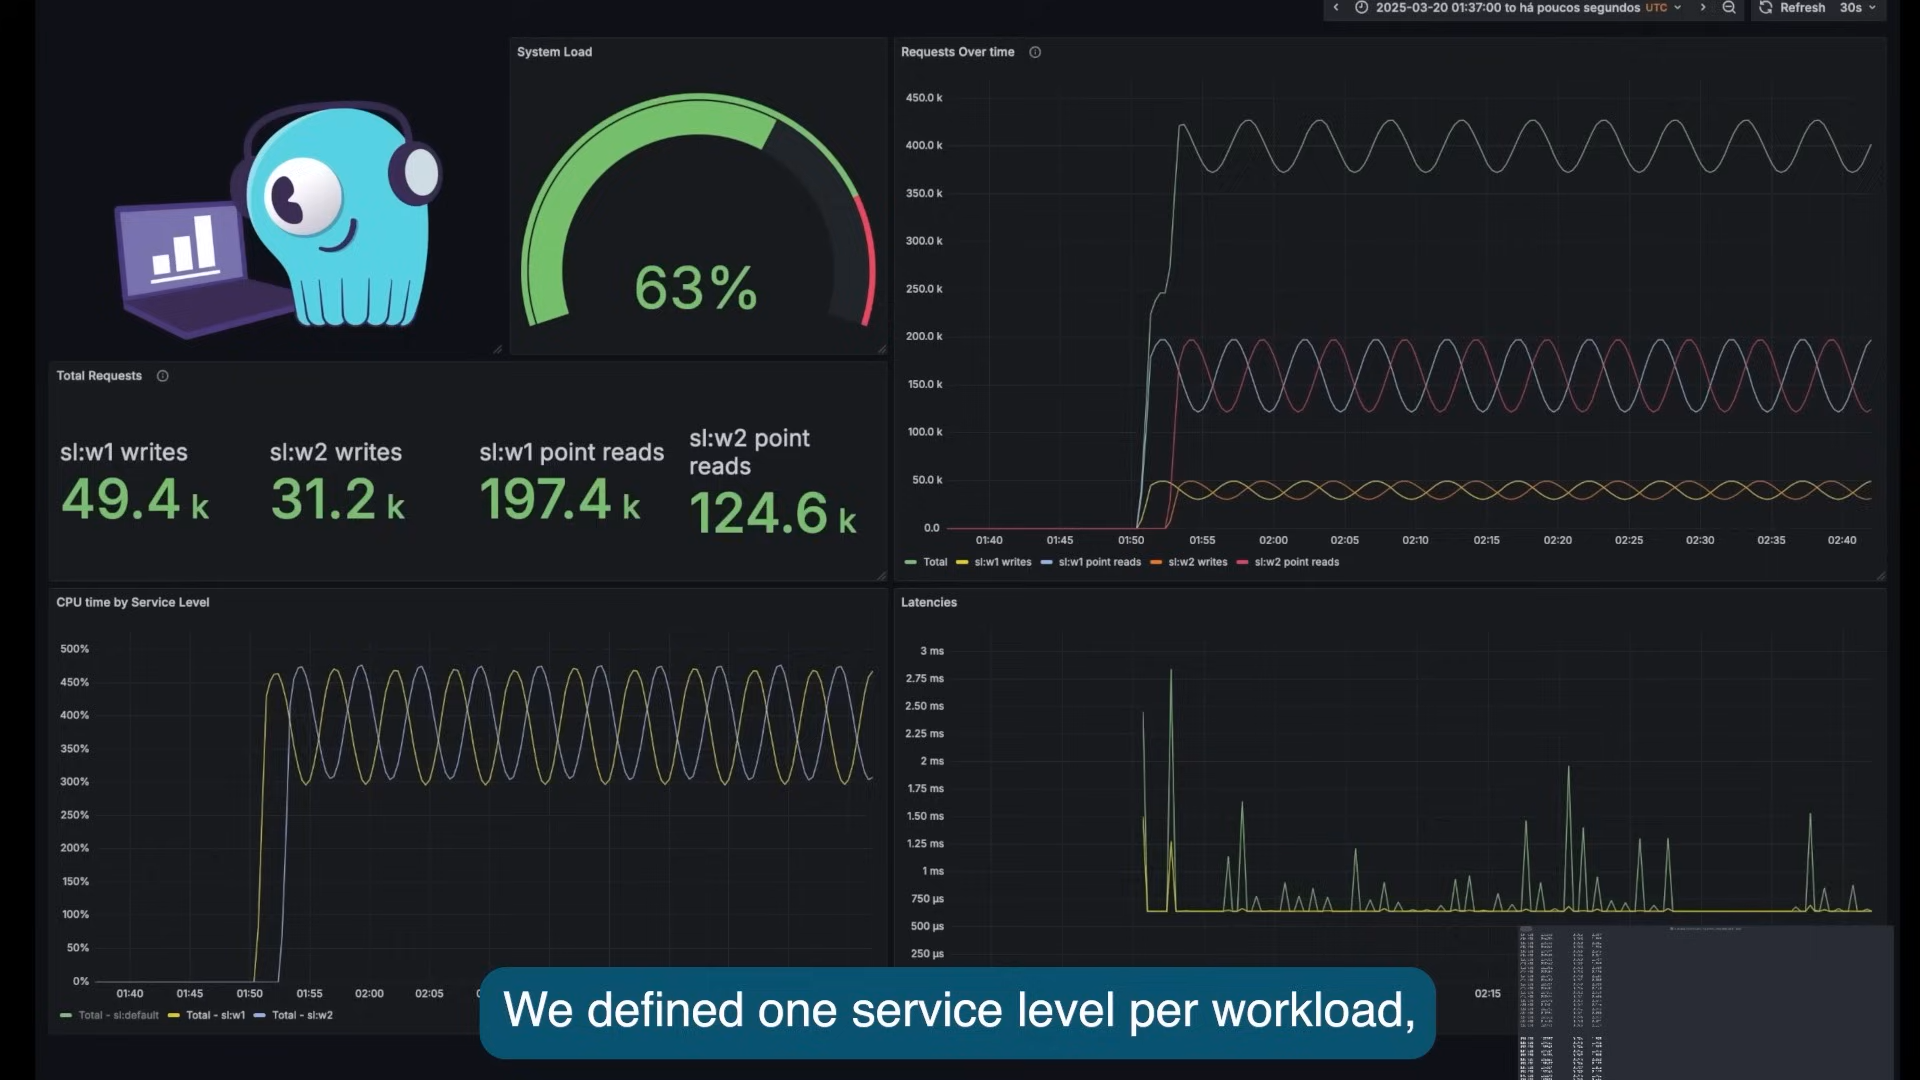 2025-03-20 01:37:00 to há poucos segundos UTC
Refresh 30s
System Load
63%
Requests Over time
450.0 k
400.0 k
350.0 k
300.0 k
250.0 k
200.0 k
150.0 k
100.0 k
50.0 k
0.0
01:40 01:45 01:50 01:55 02:00 02:05 02:10 02:15 02:20 02:25 02:30 02:35 02:40
Total sl:w1 writes sl:w1 point reads sl:w2 writes sl:w2 point reads
Total Requests
sl:w1 writes
49.4 k
sl:w2 writes
31.2 k
sl:w1 point reads
197.4 k
sl:w2 point
reads
124.6 k
CPU time by Service Level
500%
450%
400%
350%
300%
250%
200%
150%
100%
50%
0%
01:40 01:45 01:50 01:55 02:00 02:05
Total - sl:default Total - sl:w1 Total - sl:w2
Latencies
3 ms
2.75 ms
2.50 ms
2.25 ms
2 ms
1.75 ms
1.50 ms
1.25 ms
1 ms
750 µs
500 µs
250 µs
02:15
We defined one service level per workload,